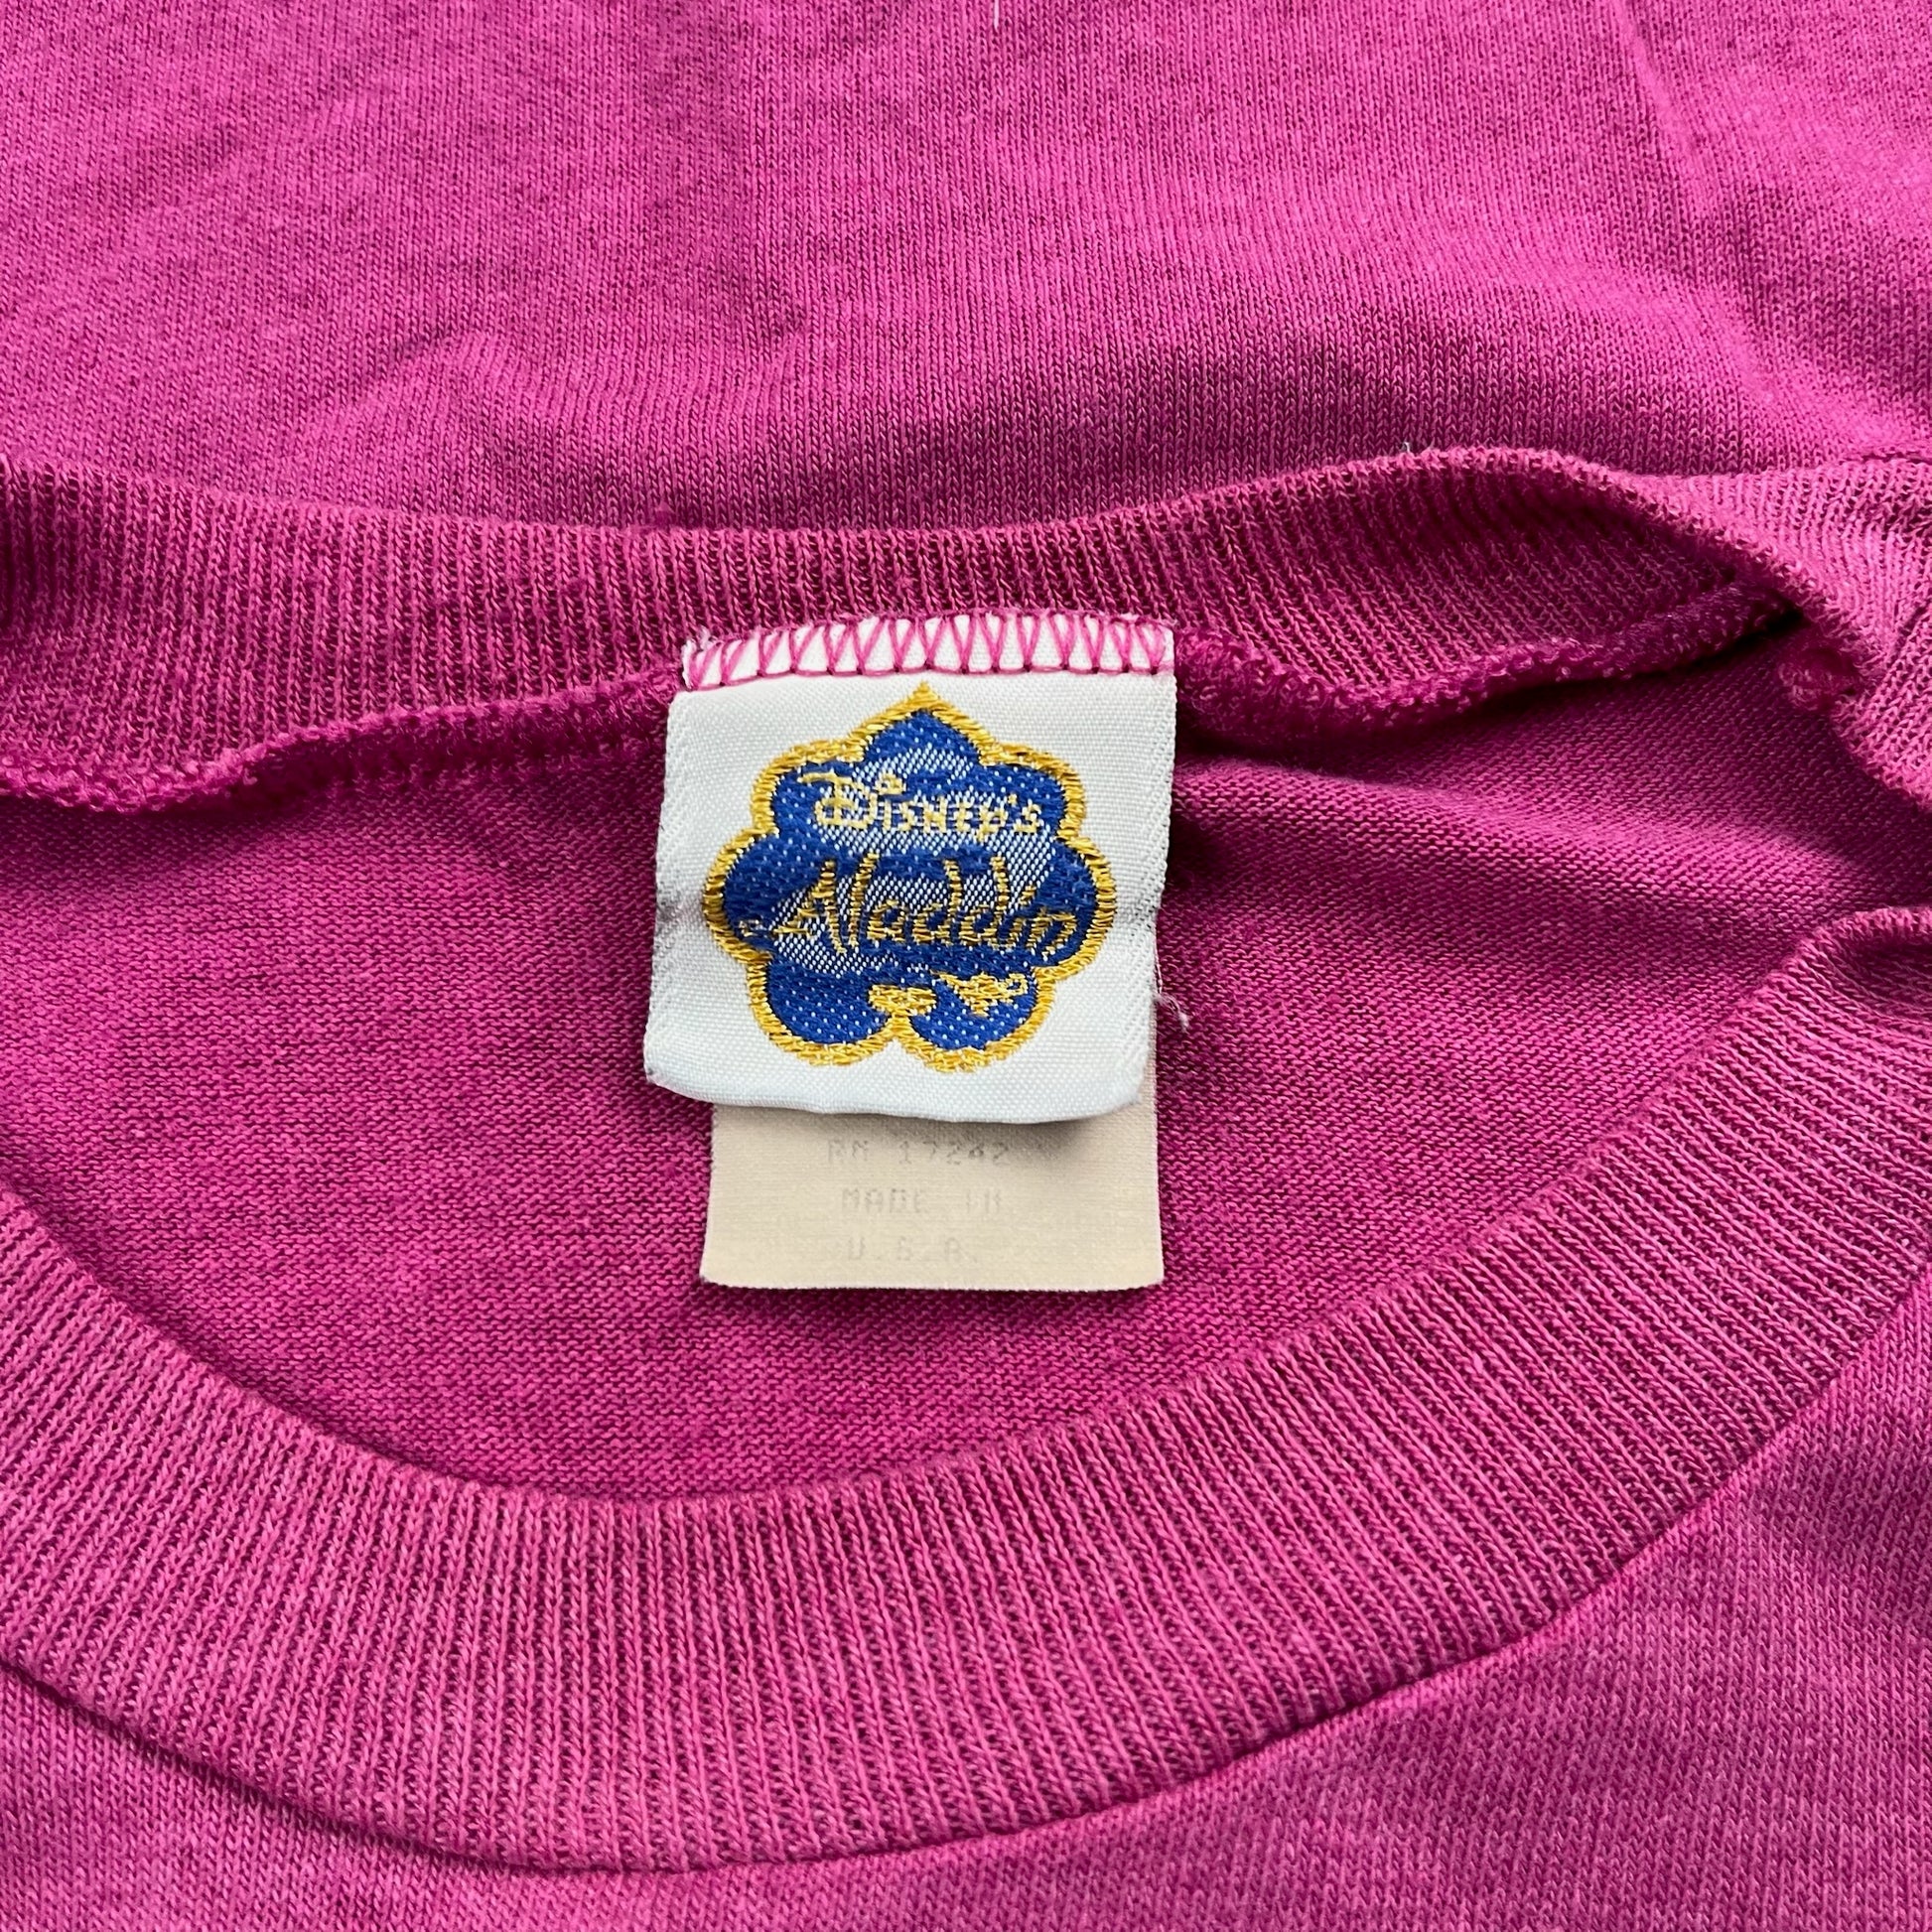 Disney's
Aladdin
RN 17242
MADE IN
U.S.A.